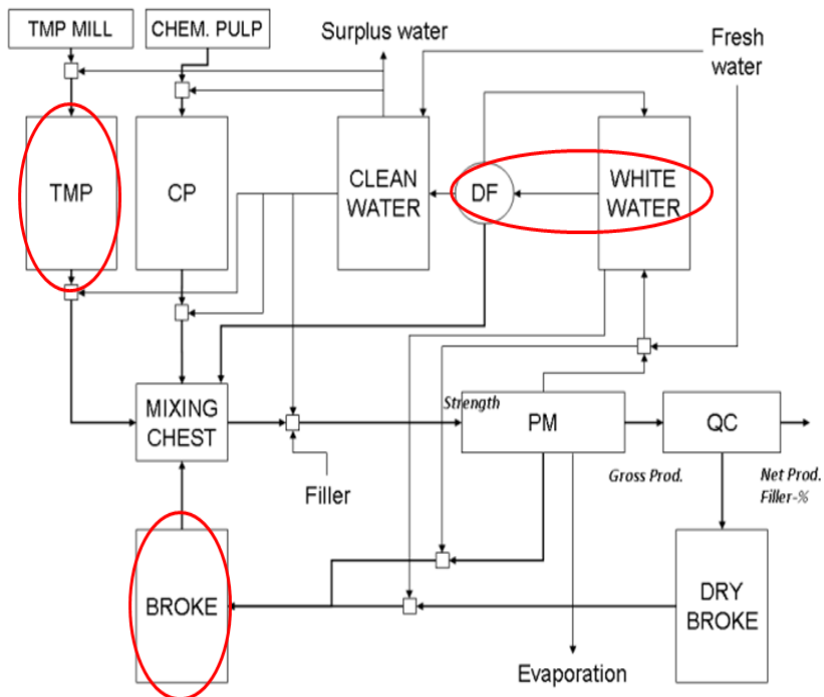 TMP MILL
CHEM. PULP
Surplus water
Fresh
water
TMP
CP
CLEAN
WATER
DF
WHITE
WATER
MIXING
CHEST
Strength
PM
QC
Filler
Gross Prod.
Net Prod.
Filler-%
BROKE
DRY
BROKE
Evaporation